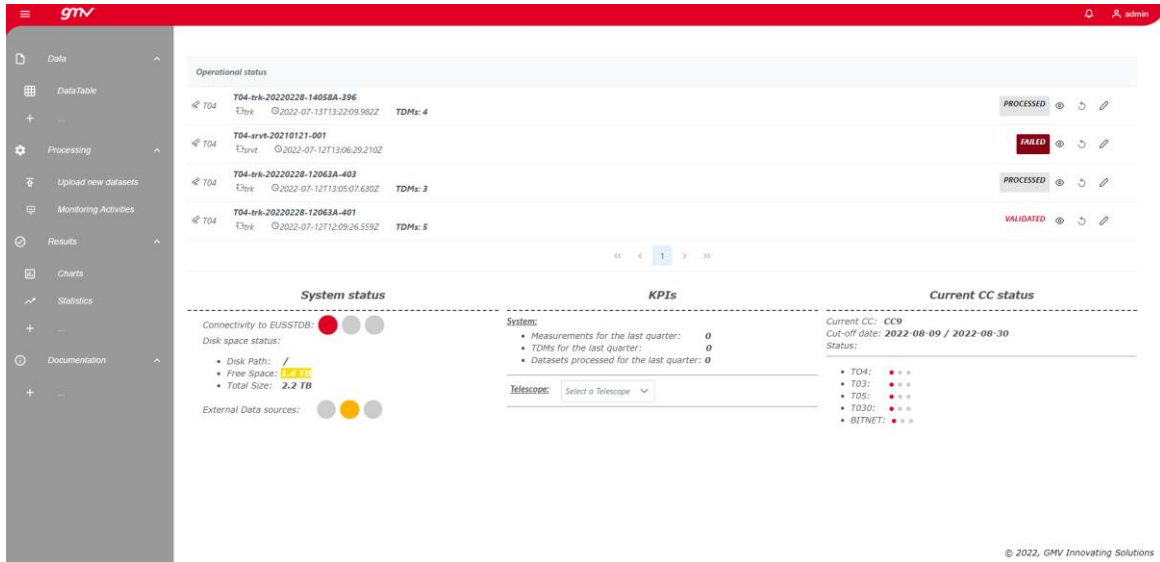 gmv
admin
Data
DataTable
...
Processing
Upload new datasets
Monitoring Activities
Results
Charts
Statistics
...
Documentation
...
Operational status
T04 T04-trk-20220228-14058A-396
trk 2022-07-13T13:22:09.982Z TDMs: 4
PROCESSED
T04 T04-srvt-20210121-001
srvt 2022-07-12T13:06:29.210Z
FAILED
T04 T04-trk-20220228-12063A-403
trk 2022-07-12T13:05:07.630Z TDMs: 3
PROCESSED
T04 T04-trk-20220228-12063A-401
trk 2022-07-12T12:09:26.559Z TDMs: 5
VALIDATED
<< < 1 > >>
System status
Connectivity to EUSSTDB:
Disk space status:
• Disk Path: /
• Free Space: 1.4 TB
• Total Size: 2.2 TB
External Data sources:
KPIs
System:
• Measurements for the last quarter: 0
• TDMs for the last quarter: 0
• Datasets processed for the last quarter: 0
Telescope: Select a Telescope
Current CC status
Current CC: CC9
Cut-off date: 2022-08-09 / 2022-08-30
Status:
• TO4:
• T03:
• T05:
• T030:
• BITNET:
© 2022, GMV Innovating Solutions